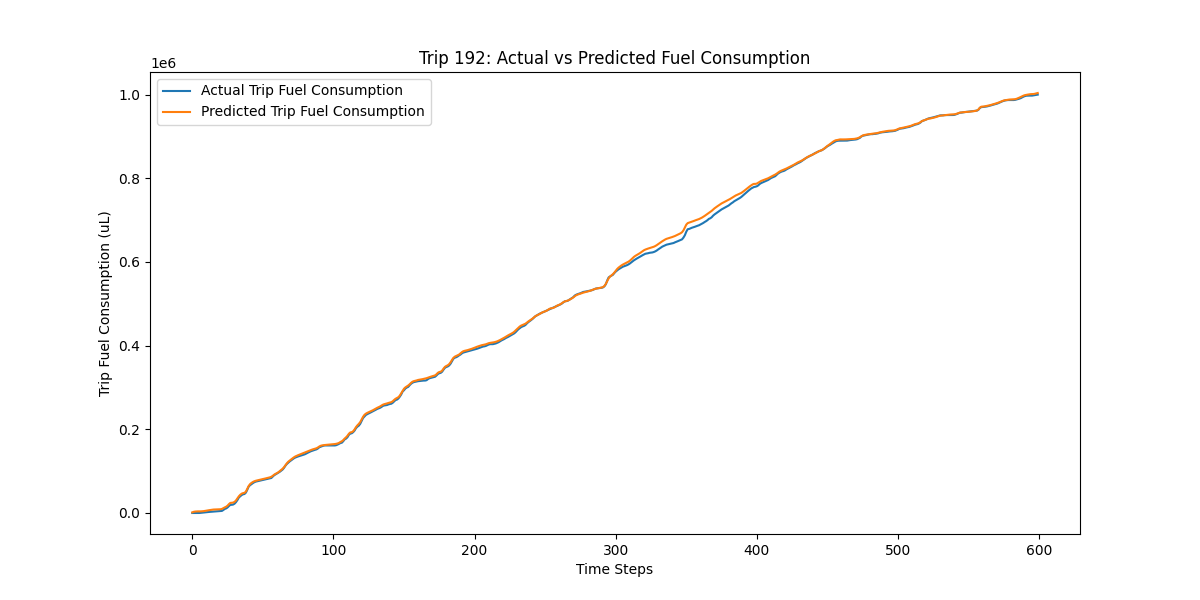 Trip 192: Actual vs Predicted Fuel Consumption
1e6
Actual Trip Fuel Consumption
Predicted Trip Fuel Consumption
1.0
0.8
0.6
0.4
0.2
0.0
Trip Fuel Consumption (uL)
0 100 200 300 400 500 600
Time Steps